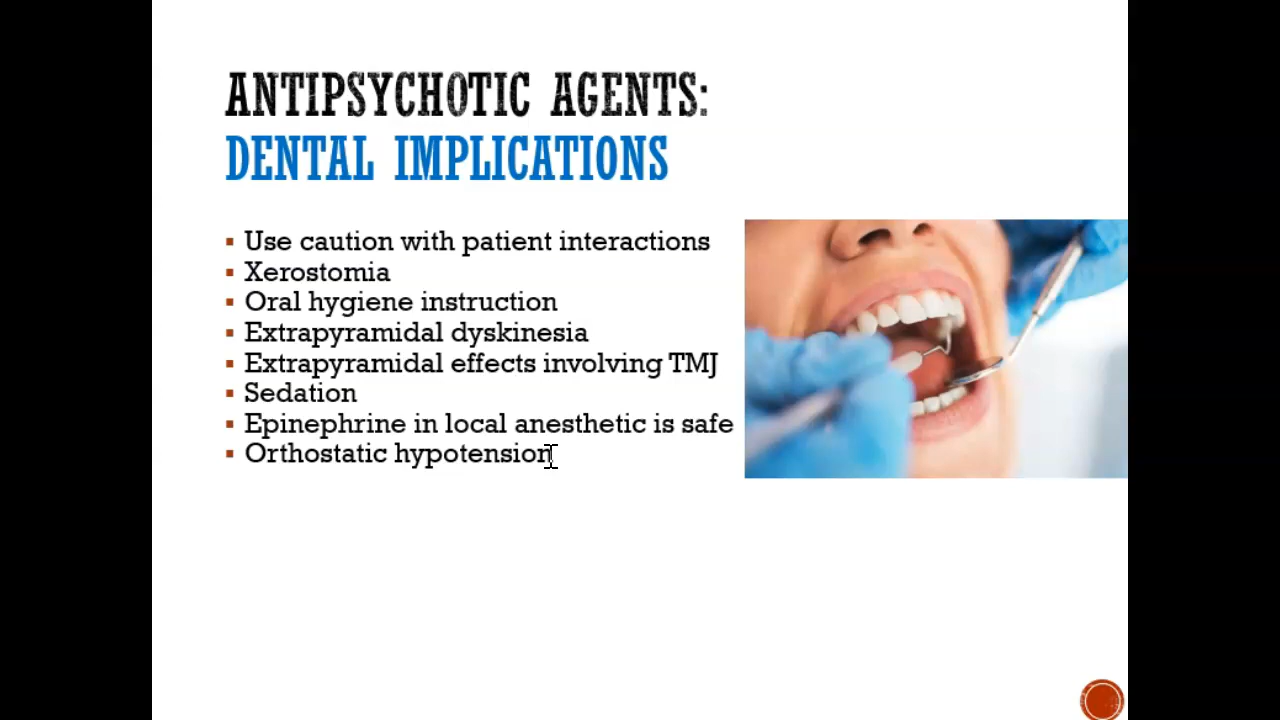 ANTIPSYCHOTIC AGENTS:
DENTAL IMPLICATIONS
▪ Use caution with patient interactions
▪ Xerostomia
▪ Oral hygiene instruction
▪ Extrapyramidal dyskinesia
▪ Extrapyramidal effects involving TMJ
▪ Sedation
▪ Epinephrine in local anesthetic is safe
▪ Orthostatic hypotension